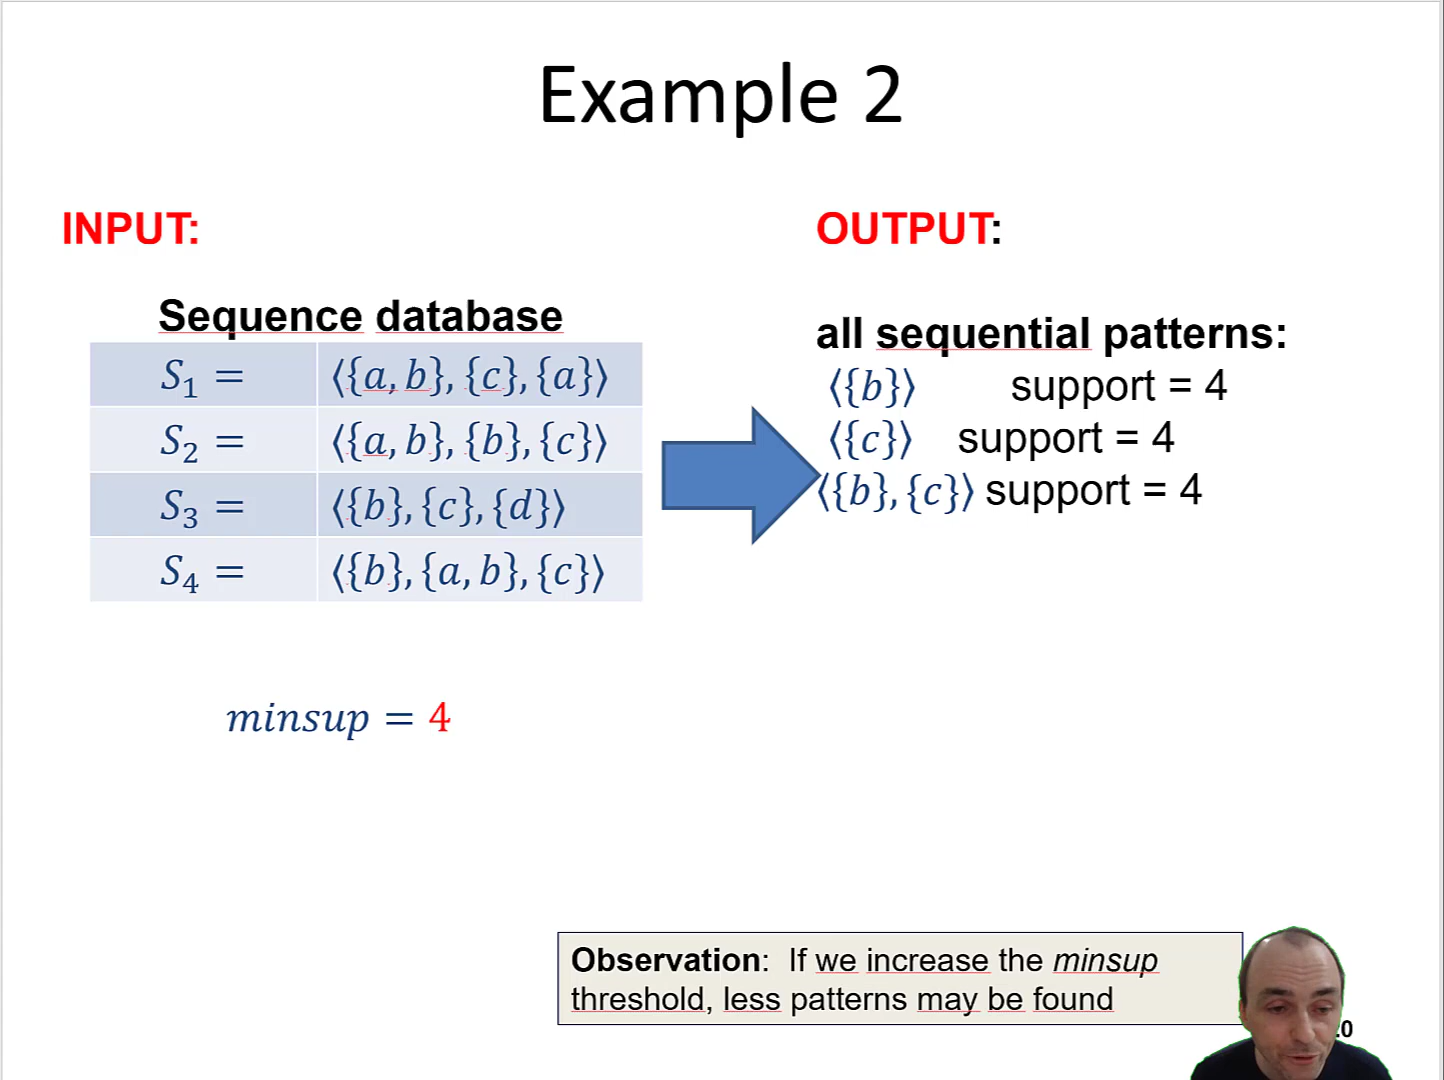 Example 2
INPUT:
OUTPUT:
Sequence database
S₁ = ⟨{a, b}, {c}, {a}⟩
S₂ = ⟨{a, b}, {b}, {c}⟩
S₃ = ⟨{b}, {c}, {d}⟩
S₄ = ⟨{b}, {a, b}, {c}⟩
minsup = 4
all sequential patterns:
⟨{b}⟩ support = 4
⟨{c}⟩ support = 4
⟨{b}, {c}⟩ support = 4
Observation: If we increase the minsup
threshold, less patterns may be found